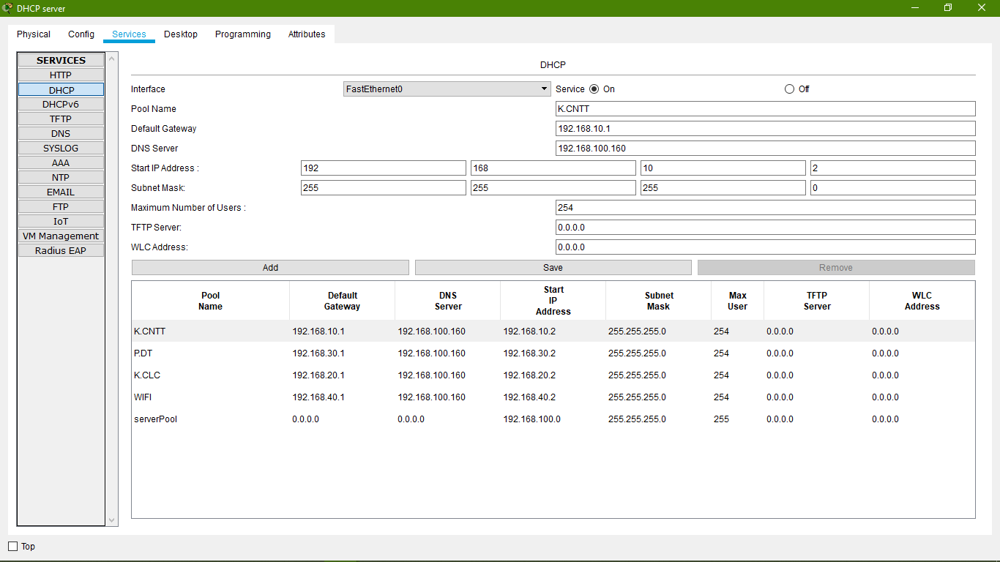 DHCP server
Physical Config Services Desktop Programming Attributes
SERVICES
HTTP
DHCP
DHCPv6
TFTP
DNS
SYSLOG
AAA
NTP
EMAIL
FTP
IoT
VM Management
Radius EAP
DHCP
Interface FastEthernet0 Service On Off
Pool Name K.CNTT
Default Gateway 192.168.10.1
DNS Server 192.168.100.160
Start IP Address : 192 168 10 2
Subnet Mask: 255 255 255 0
Maximum Number of Users : 254
TFTP Server: 0.0.0.0
WLC Address: 0.0.0.0
Add Save Remove
Pool Name Default Gateway DNS Server Start IP Address Subnet Mask Max User TFTP Server WLC Address
K.CNTT 192.168.10.1 192.168.100.160 192.168.10.2 255.255.255.0 254 0.0.0.0 0.0.0.0
P.DT 192.168.30.1 192.168.100.160 192.168.30.2 255.255.255.0 254 0.0.0.0 0.0.0.0
K.CLC 192.168.20.1 192.168.100.160 192.168.20.2 255.255.255.0 254 0.0.0.0 0.0.0.0
WIFI 192.168.40.1 192.168.100.160 192.168.40.2 255.255.255.0 254 0.0.0.0 0.0.0.0
serverPool 0.0.0.0 0.0.0.0 192.168.100.0 255.255.255.0 255 0.0.0.0 0.0.0.0
Top